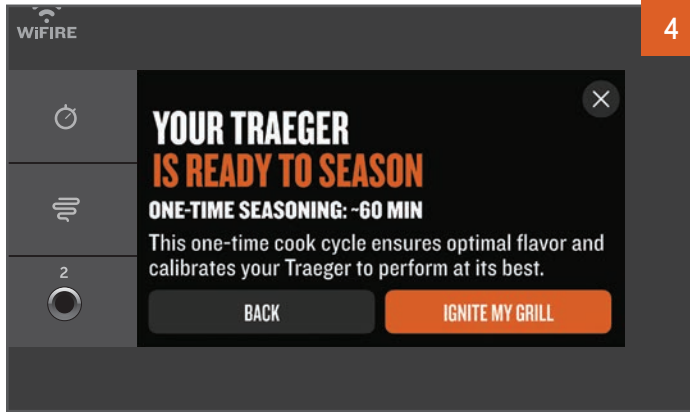 WiFIRE
4
YOUR TRAEGER
IS READY TO SEASON
ONE-TIME SEASONING: ~60 MIN
This one-time cook cycle ensures optimal flavor and
calibrates your Traeger to perform at its best.
2
BACK
IGNITE MY GRILL